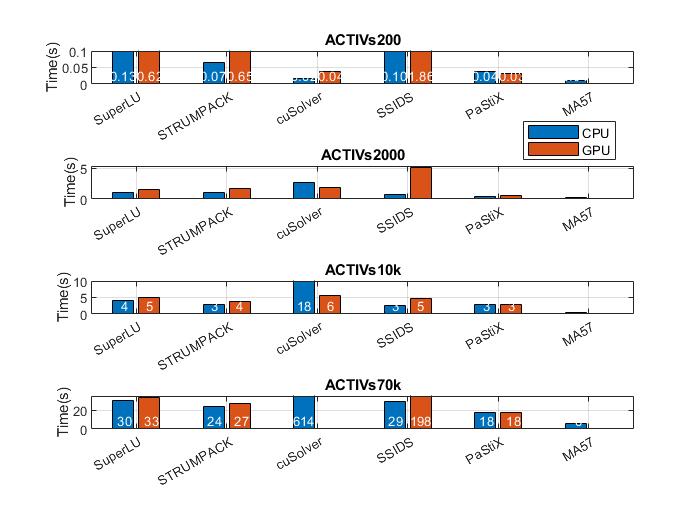 ACTIVs200
Time(s)
0.1
0.05
0
0.13 0.62 0.07 0.65 0.02 0.04 0.10 1.86 0.04 0.03
SuperLU STRUMPACK cuSolver SSIDS PaStiX MA57
CPU
GPU
ACTIVs2000
Time(s)
5
0
SuperLU STRUMPACK cuSolver SSIDS PaStiX MA57
ACTIVs10k
Time(s)
10
5
0
4 5 3 4 18 6 3 5 3 3
SuperLU STRUMPACK cuSolver SSIDS PaStiX MA57
ACTIVs70k
Time(s)
20
0
30 33 24 27 614 29 198 18 18
SuperLU STRUMPACK cuSolver SSIDS PaStiX MA57